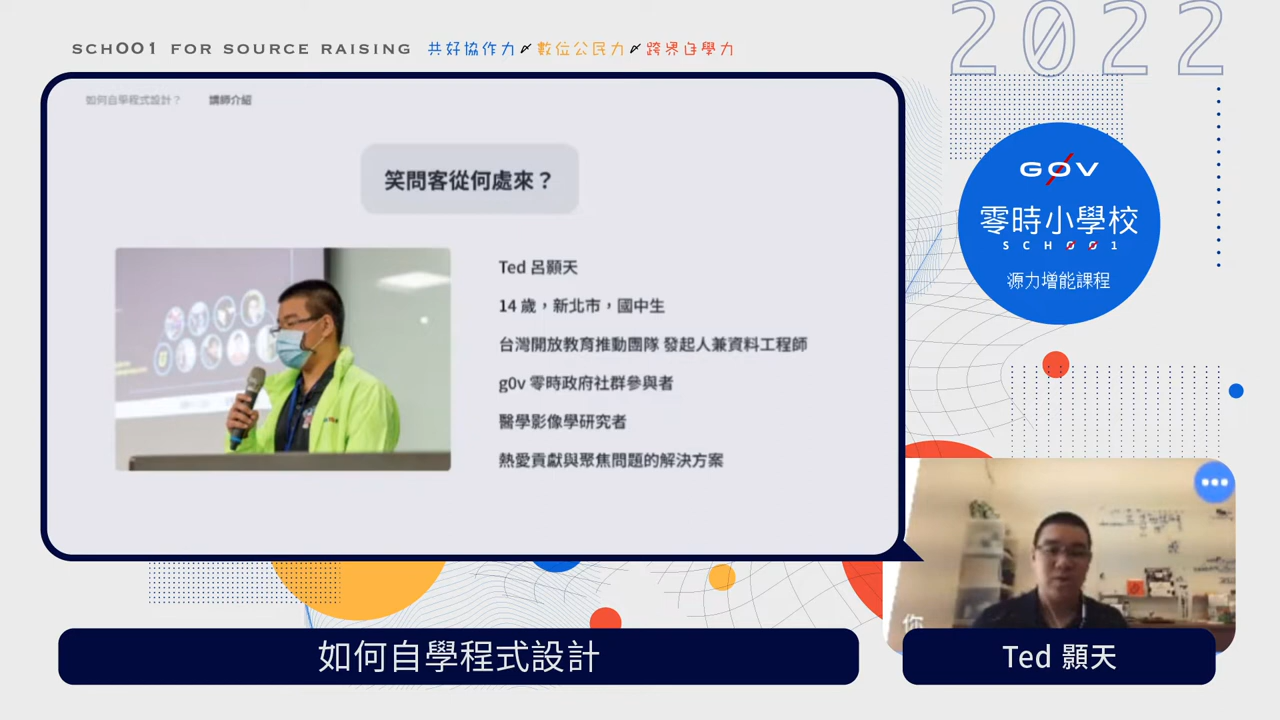 SCH001 FOR SOURCE RAISING 共好協作力 數位公民力 跨界自學力
2022
如何自學程式設計？ 講師介紹
笑問客從何處來？
Ted 呂顥天
14 歲，新北市，國中生
台灣開放教育推動團隊 發起人兼資料工程師
g0v 零時政府社群參與者
醫學影像學研究者
熱愛貢獻與聚焦問題的解決方案
G0V
零時小學校
SCH001
源力增能課程
你
如何自學程式設計
Ted 顥天